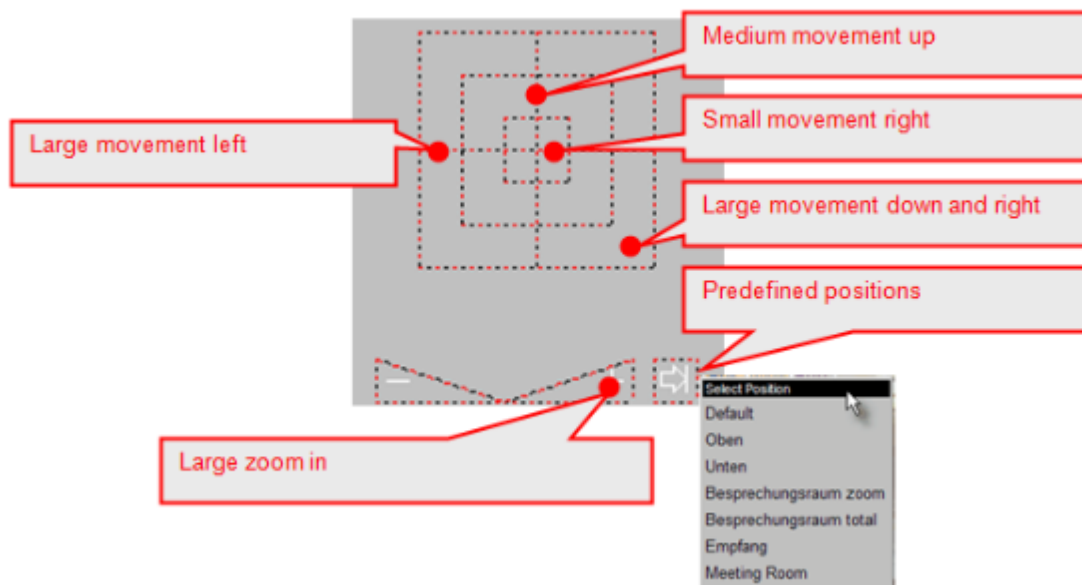 Medium movement up
Small movement right
Large movement left
Large movement down and right
Predefined positions
Large zoom in
Select Position
Default
Oben
Unten
Besprechungsraum zoom
Besprechungsraum total
Empfang
Meeting Room